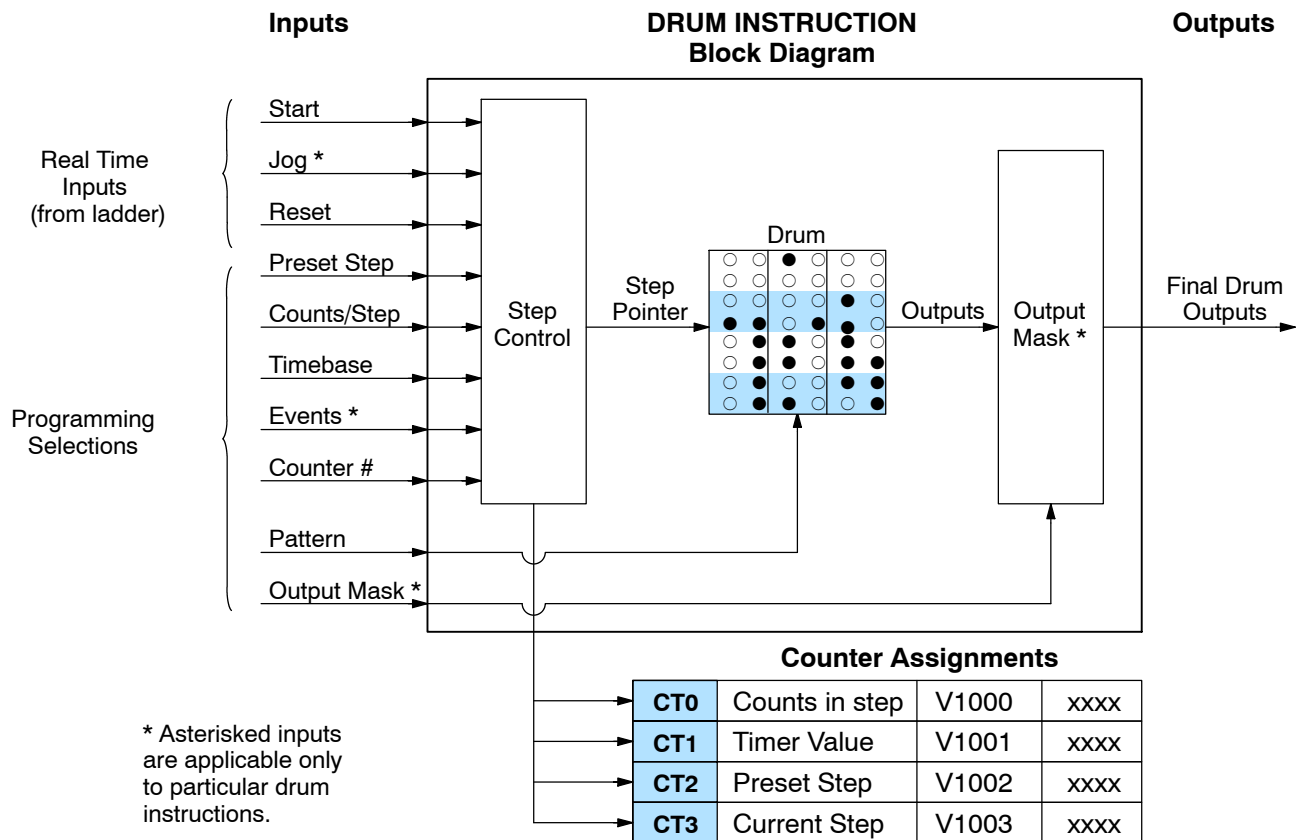 Inputs
DRUM INSTRUCTION
Block Diagram
Outputs
Real Time
Inputs
(from ladder)
Start
Jog *
Reset
Programming
Selections
Preset Step
Counts/Step
Timebase
Events *
Counter #
Pattern
Output Mask *
Step
Control
Step
Pointer
Drum
Outputs
Output
Mask *
Final Drum
Outputs
Counter Assignments
CT0 Counts in step V1000 xxxx
CT1 Timer Value V1001 xxxx
CT2 Preset Step V1002 xxxx
CT3 Current Step V1003 xxxx
* Asterisked inputs
are applicable only
to particular drum
instructions.